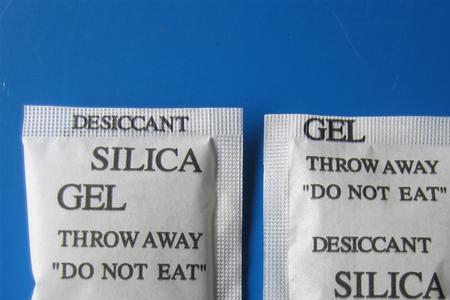 DESICCANT
SILICA
GEL
THROW AWAY
"DO NOT EAT"
GEL
THROW AWAY
"DO NOT EAT"
DESICCANT
SILICA